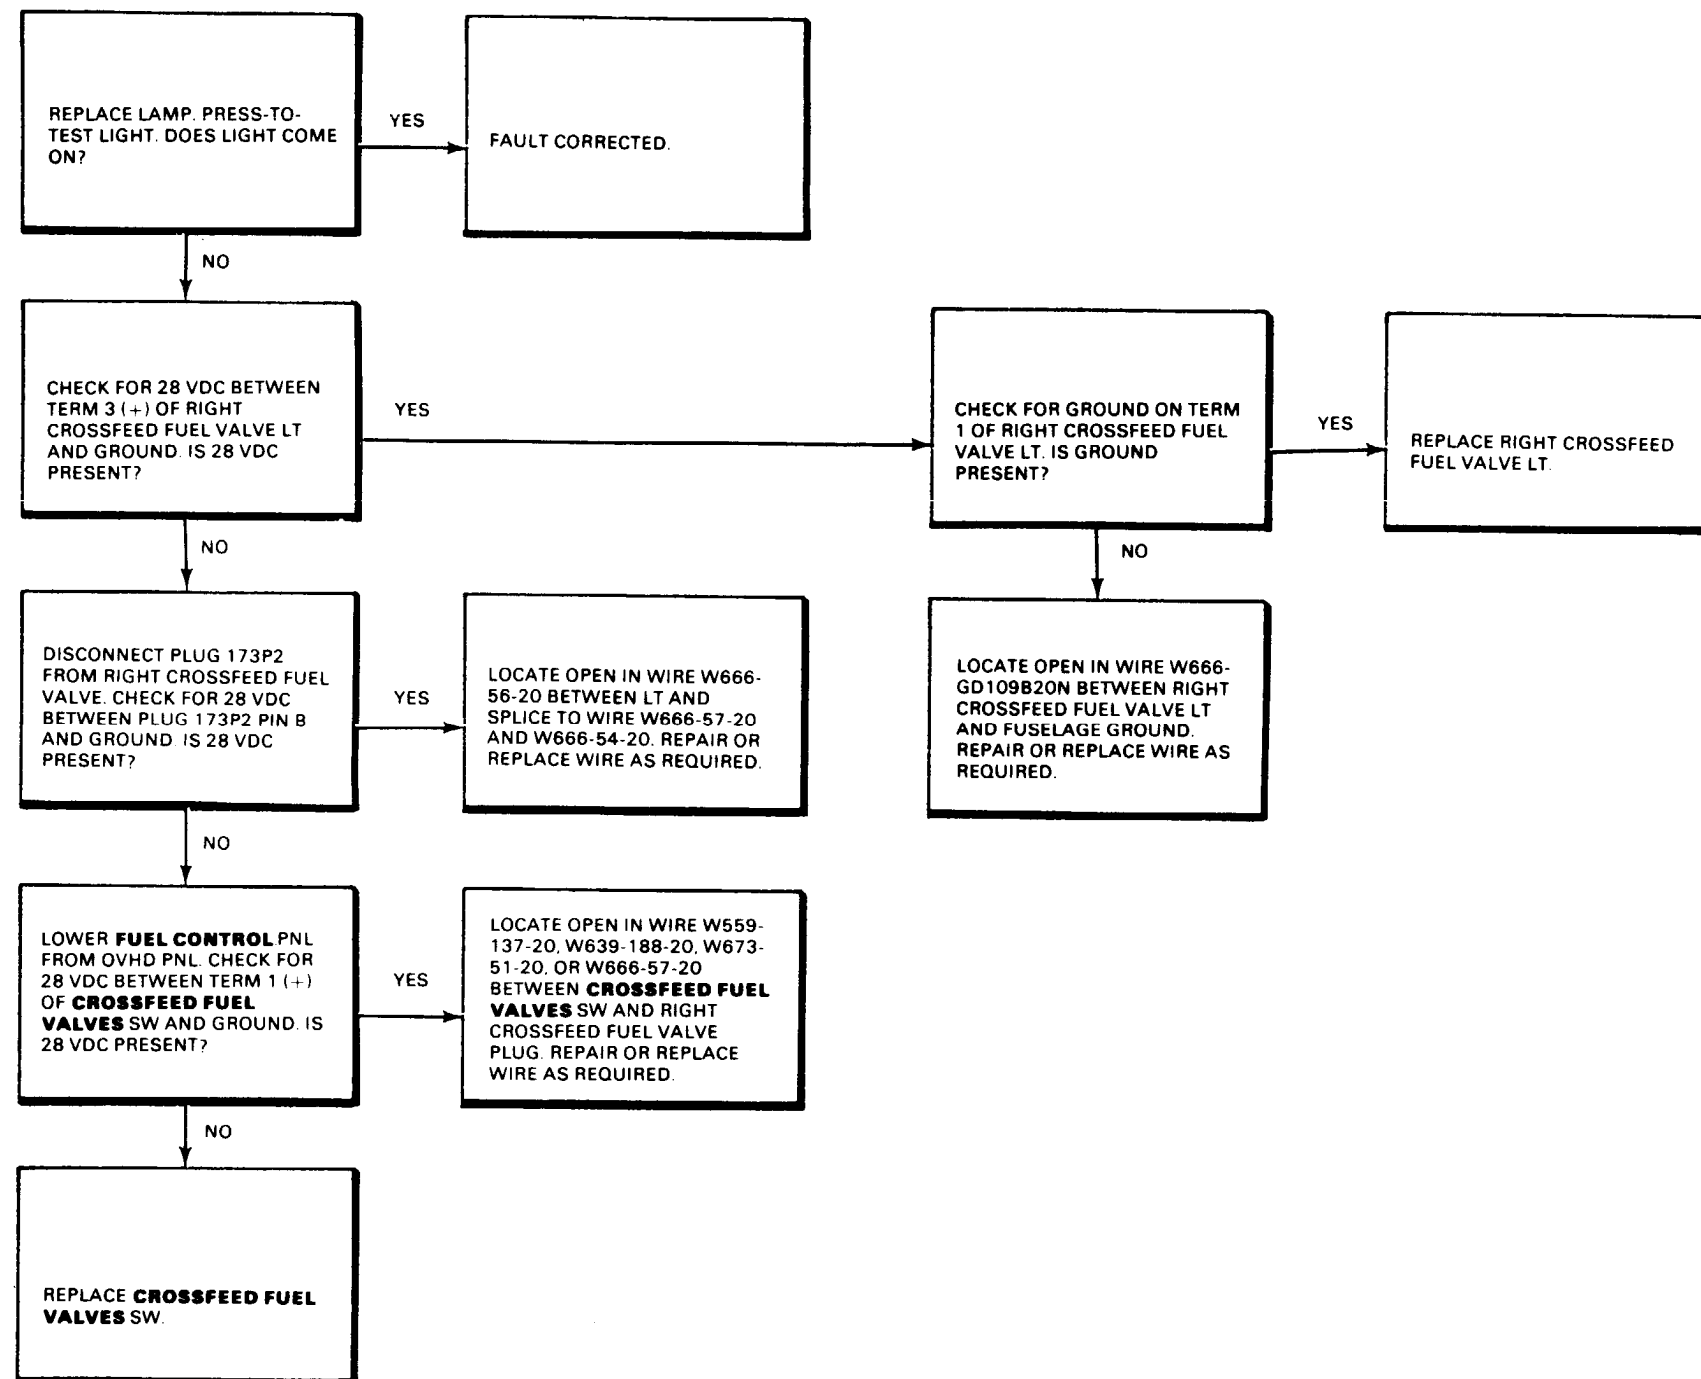 REPLACE LAMP. PRESS-TO-
TEST LIGHT. DOES LIGHT COME
ON?
YES
FAULT CORRECTED.
NO
CHECK FOR 28 VDC BETWEEN
TERM 3 (+) OF RIGHT
CROSSFEED FUEL VALVE LT
AND GROUND. IS 28 VDC
PRESENT?
YES
CHECK FOR GROUND ON TERM
1 OF RIGHT CROSSFEED FUEL
VALVE LT. IS GROUND
PRESENT?
YES
REPLACE RIGHT CROSSFEED
FUEL VALVE LT.
NO
NO
DISCONNECT PLUG 173P2
FROM RIGHT CROSSFEED FUEL
VALVE. CHECK FOR 28 VDC
BETWEEN PLUG 173P2 PIN B
AND GROUND. IS 28 VDC
PRESENT?
YES
LOCATE OPEN IN WIRE W666-
56-20 BETWEEN LT AND
SPLICE TO WIRE W666-57-20
AND W666-54-20. REPAIR OR
REPLACE WIRE AS REQUIRED.
LOCATE OPEN IN WIRE W666-
GD109B20N BETWEEN RIGHT
CROSSFEED FUEL VALVE LT
AND FUSELAGE GROUND.
REPAIR OR REPLACE WIRE AS
REQUIRED.
NO
LOWER FUEL CONTROL PNL
FROM OVHD PNL. CHECK FOR
28 VDC BETWEEN TERM 1 (+)
OF CROSSFEED FUEL
VALVES SW AND GROUND. IS
28 VDC PRESENT?
YES
LOCATE OPEN IN WIRE W559-
137-20, W639-188-20, W673-
51-20, OR W666-57-20
BETWEEN CROSSFEED FUEL
VALVES SW AND RIGHT
CROSSFEED FUEL VALVE
PLUG. REPAIR OR REPLACE
WIRE AS REQUIRED.
NO
REPLACE CROSSFEED FUEL
VALVES SW.